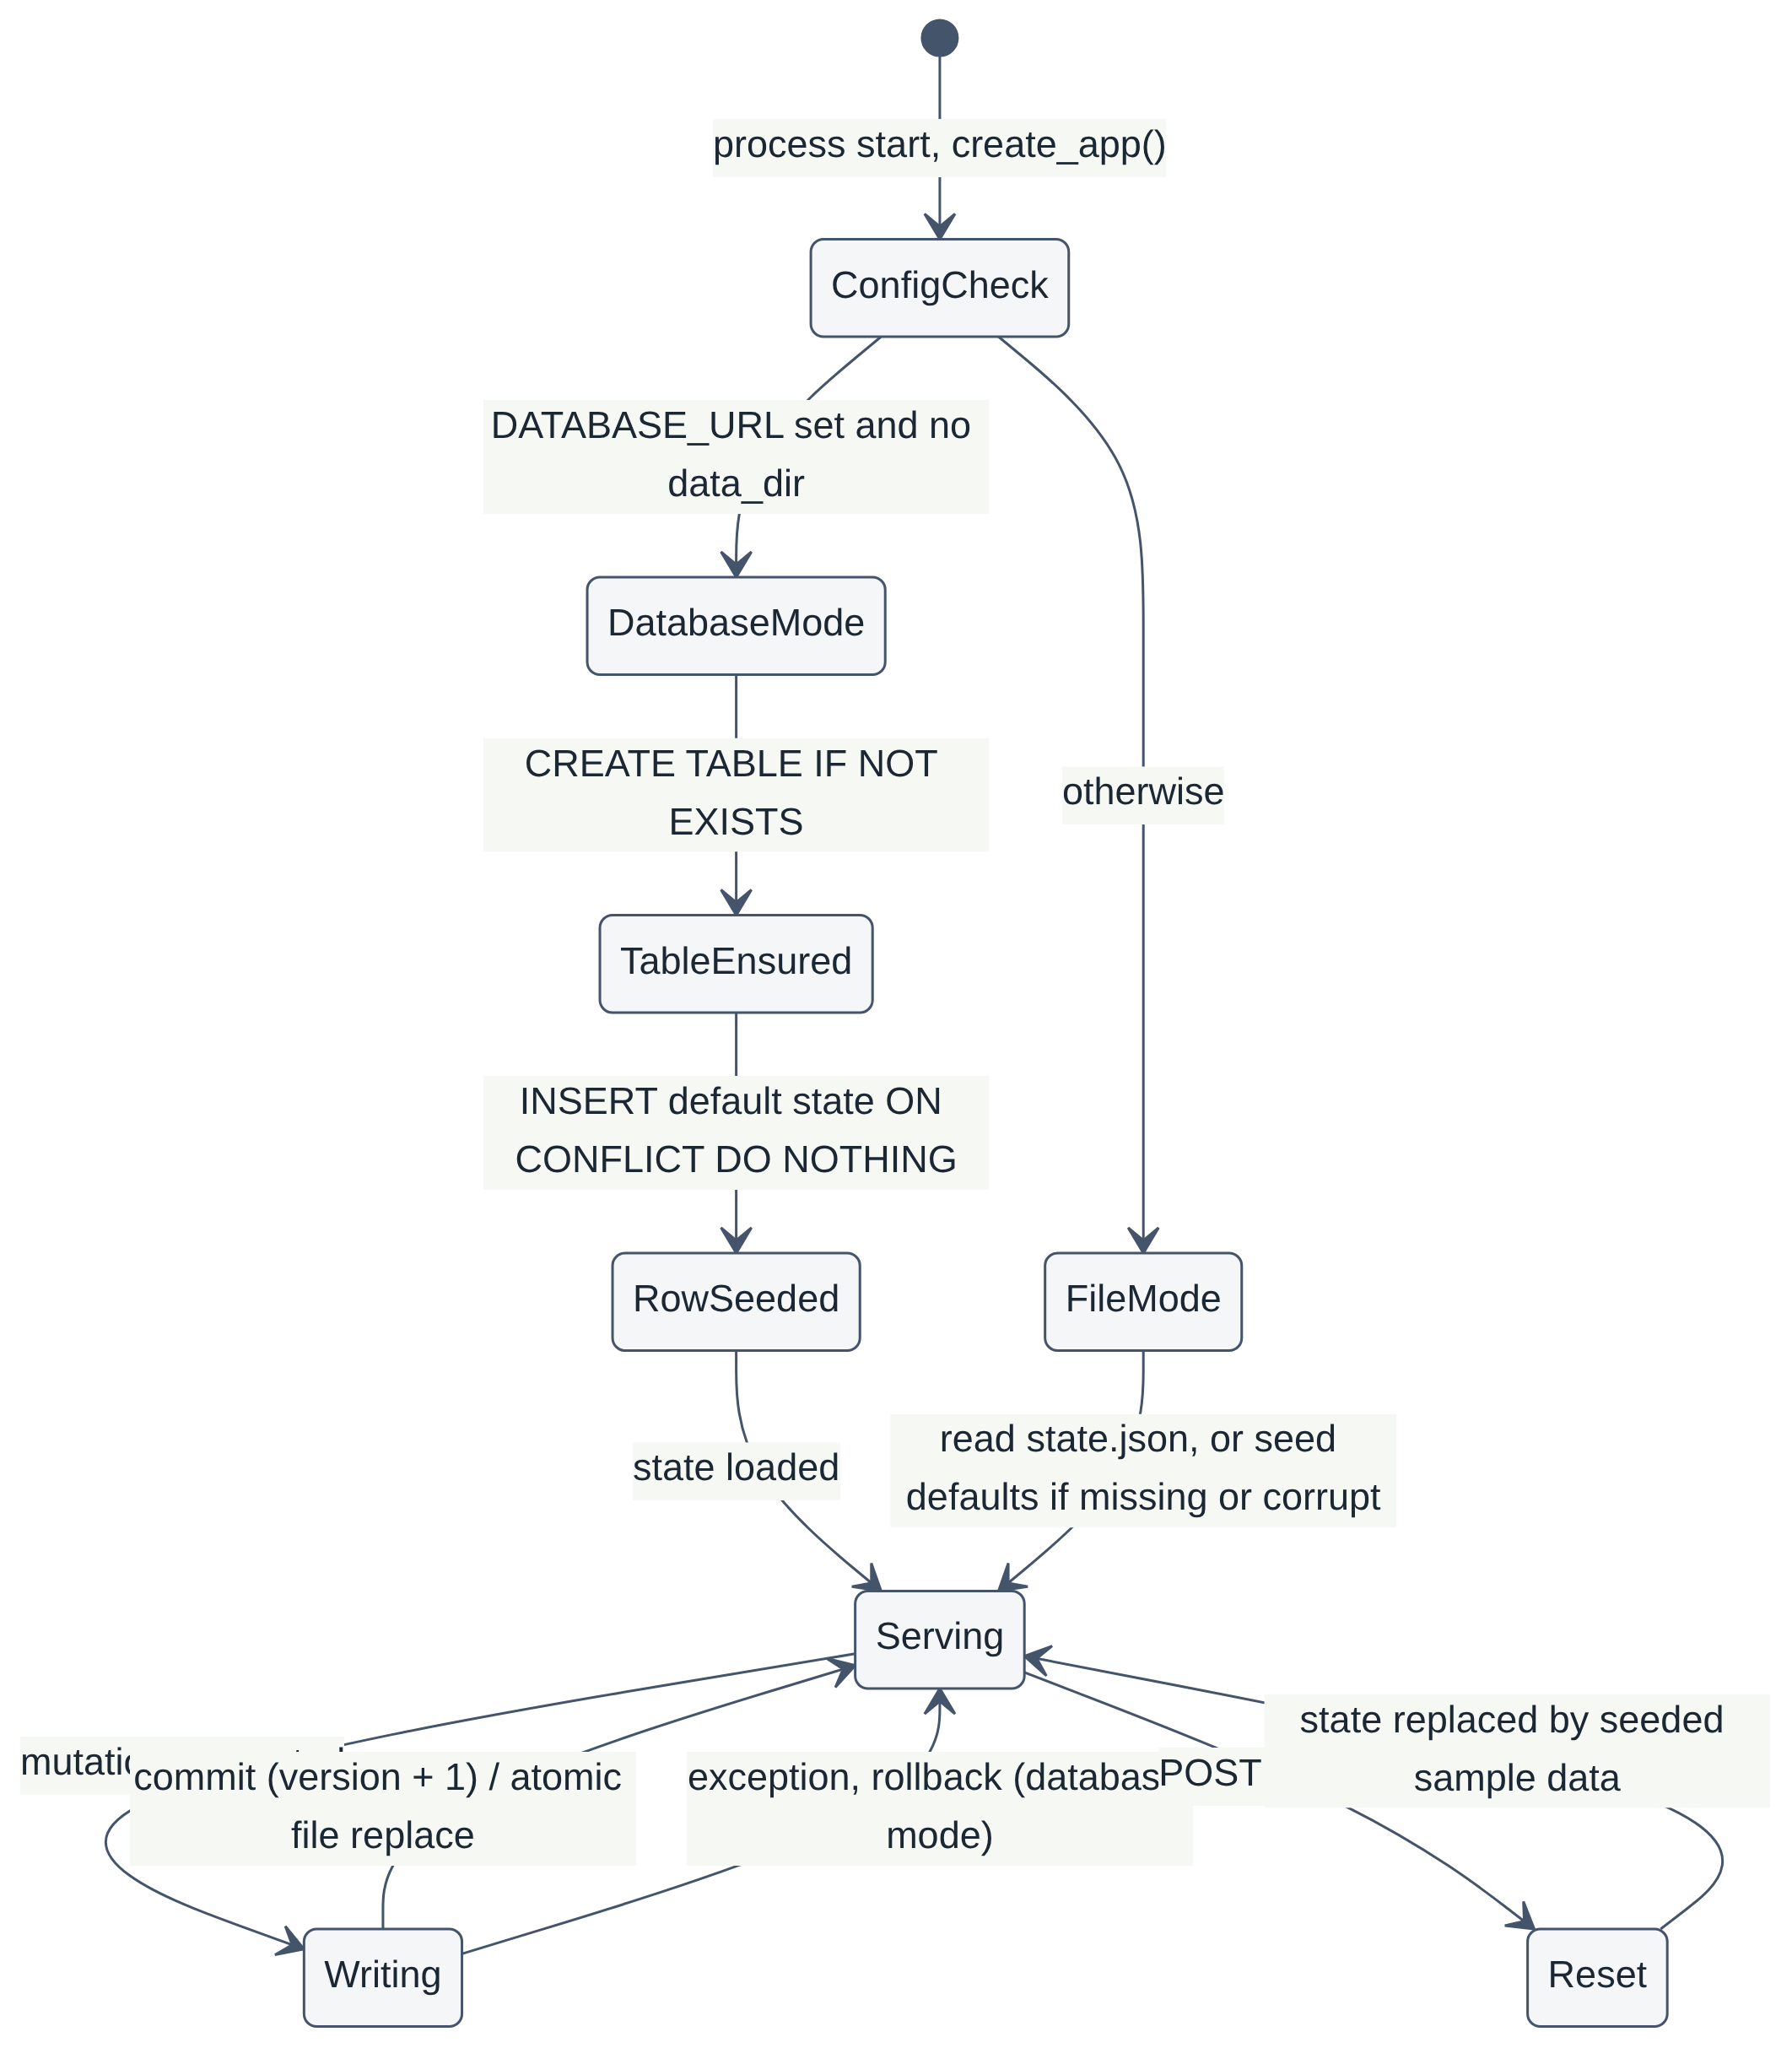 process start, create_app()
ConfigCheck
DATABASE_URL set and no
data_dir
DatabaseMode
CREATE TABLE IF NOT
EXISTS
otherwise
TableEnsured
INSERT default state ON
CONFLICT DO NOTHING
RowSeeded
FileMode
state loaded
read state.json, or seed
defaults if missing or corrupt
Serving
commit (version + 1) / atomic
file replace
exception, rollback (databas
mode)
POST
state replaced by seeded
sample data
Writing
Reset